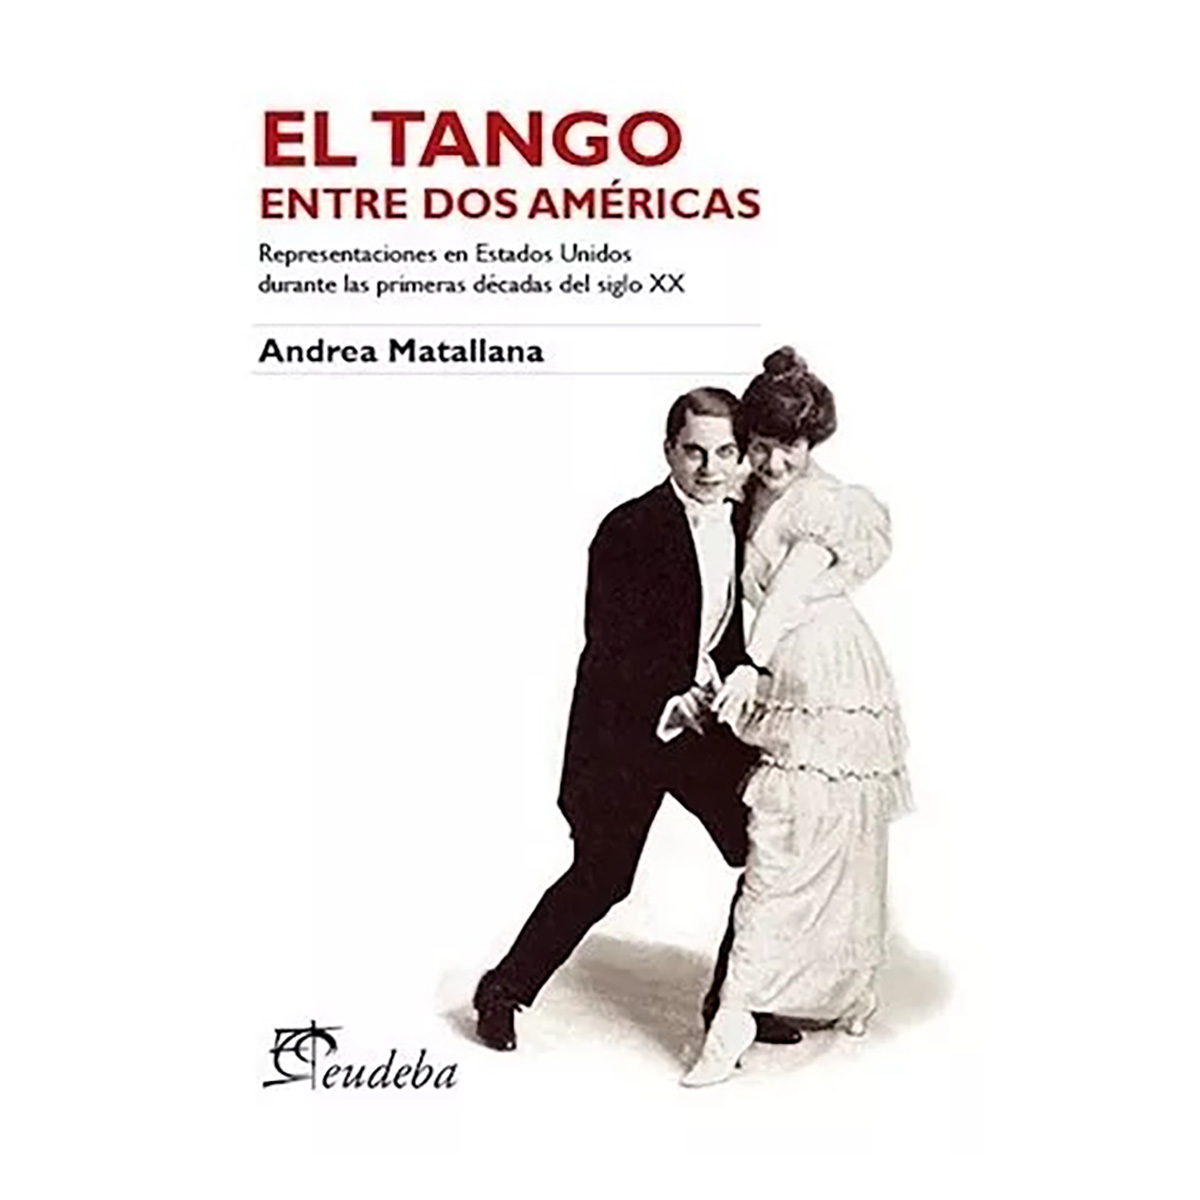 EL TANGO
ENTRE DOS AMÉRICAS
Representaciones en Estados Unidos
durante las primeras décadas del siglo XX
Andrea Matallana
eudeba